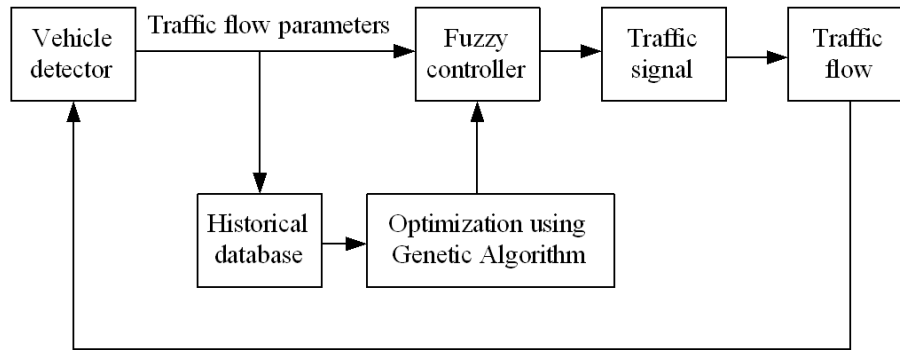 Vehicle
detector
Traffic flow parameters
Fuzzy
controller
Traffic
signal
Traffic
flow
Historical
database
Optimization using
Genetic Algorithm